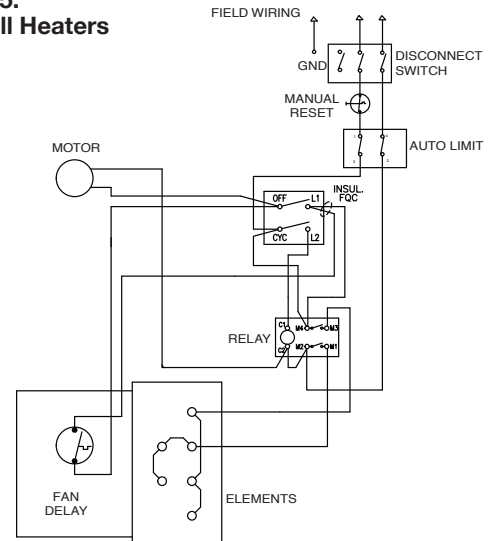 5.
ll Heaters
FIELD WIRING
GND
DISCONNECT
SWITCH
MANUAL
RESET
AUTO LIMIT
MOTOR
INSUL.
FQC
OFF L1
CYC L2
RELAY
C1 M4 M3
C2 M2 M1
FAN
DELAY
ELEMENTS